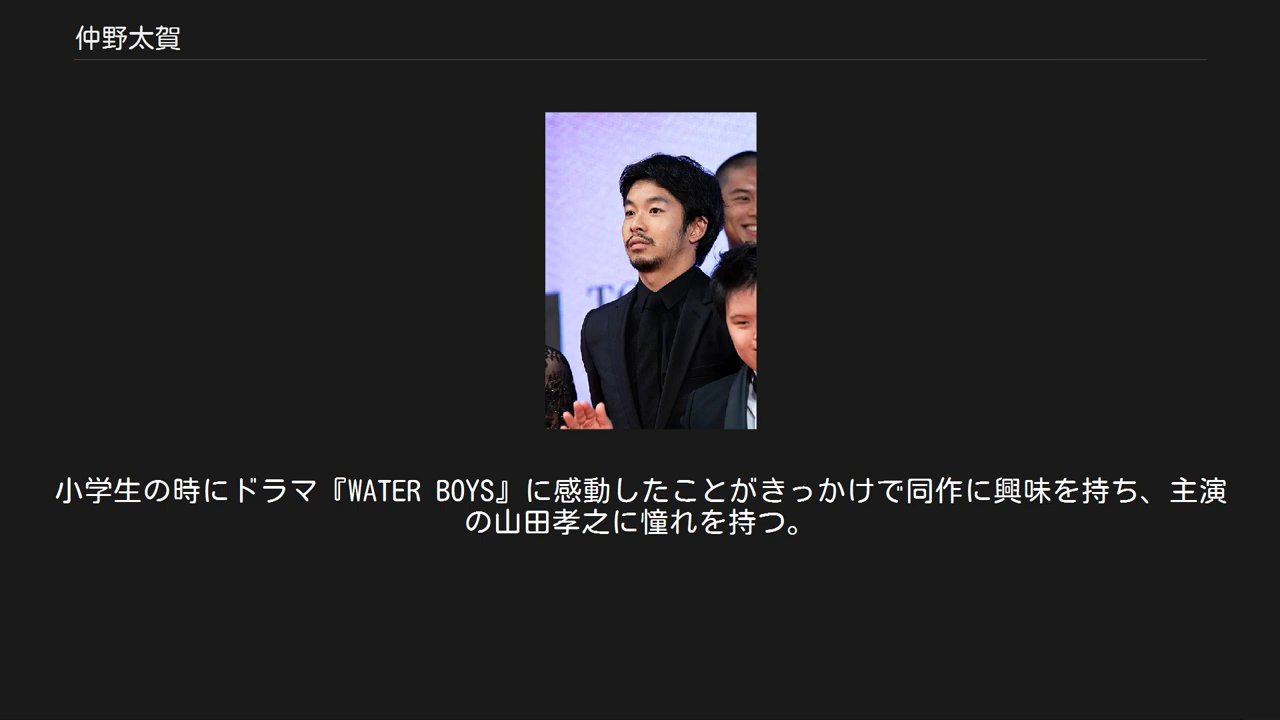 仲野太賀
TO
小学生の時にドラマ『WATER BOYS』に感動したことがきっかけで同作に興味を持ち、主演
の山田孝之に憧れを持つ。